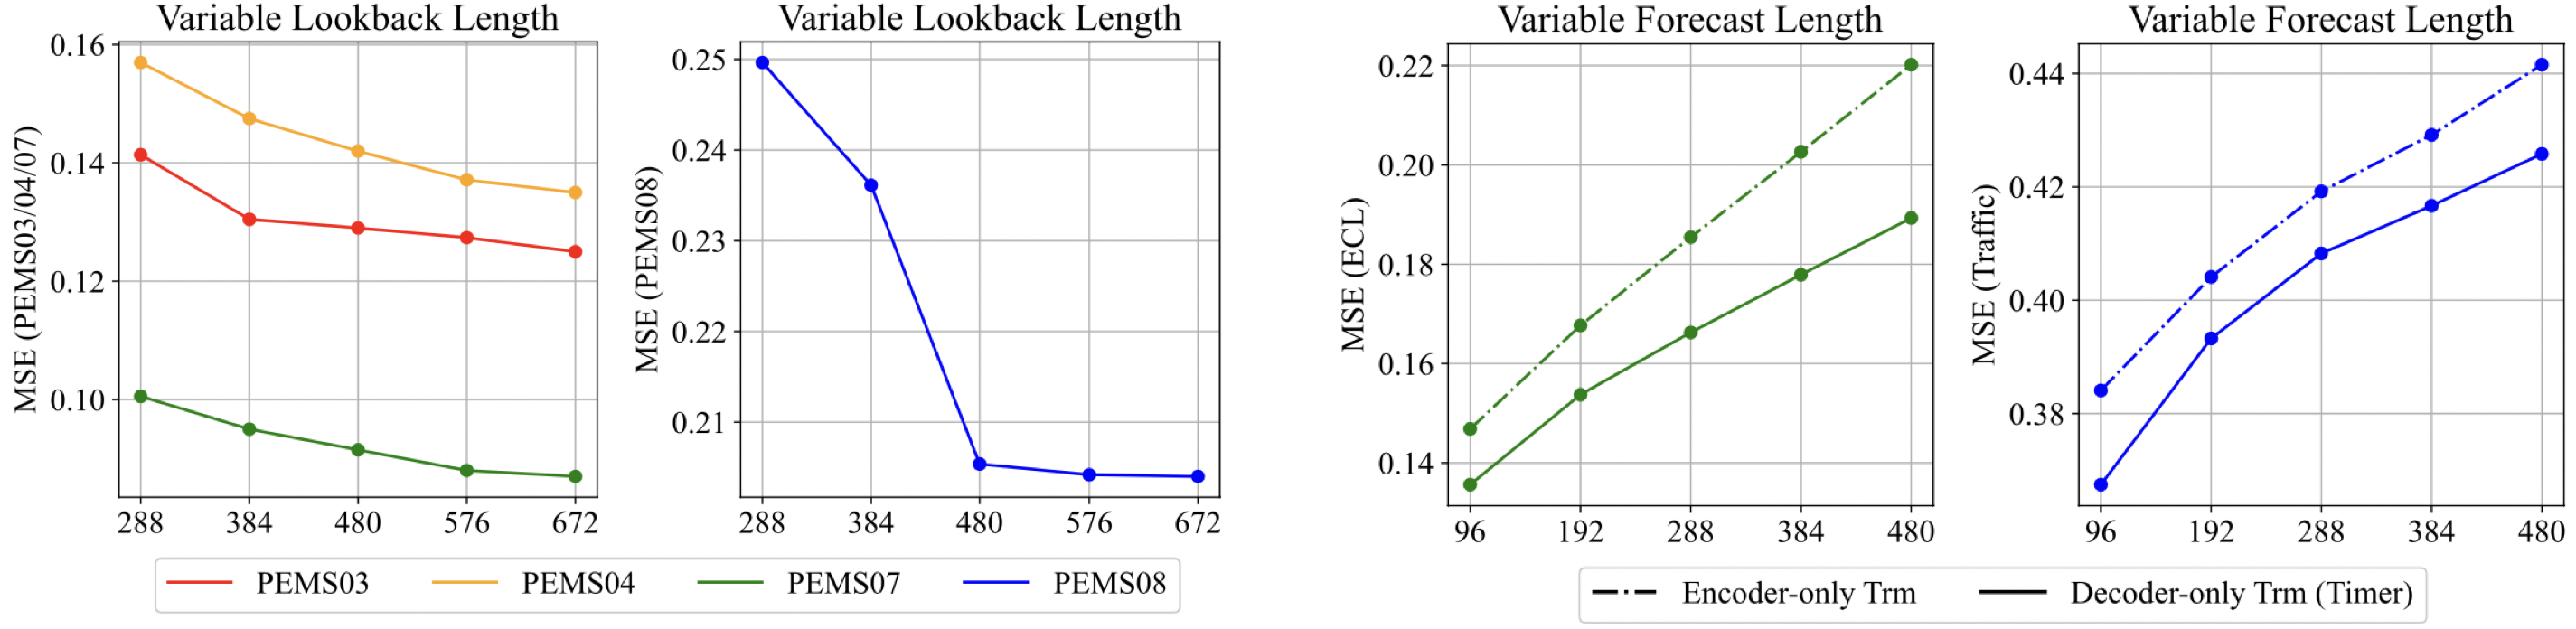 Variable Lookback Length
MSE (PEMS03/04/07)
0.16
0.14
0.12
0.10
288 384 480 576 672
Variable Lookback Length
MSE (PEMS08)
0.25
0.24
0.23
0.22
0.21
288 384 480 576 672
PEMS03 PEMS04 PEMS07 PEMS08
Variable Forecast Length
MSE (ECL)
0.22
0.20
0.18
0.16
0.14
96 192 288 384 480
Variable Forecast Length
MSE (Traffic)
0.44
0.42
0.40
0.38
96 192 288 384 480
Encoder-only Trm Decoder-only Trm (Timer)